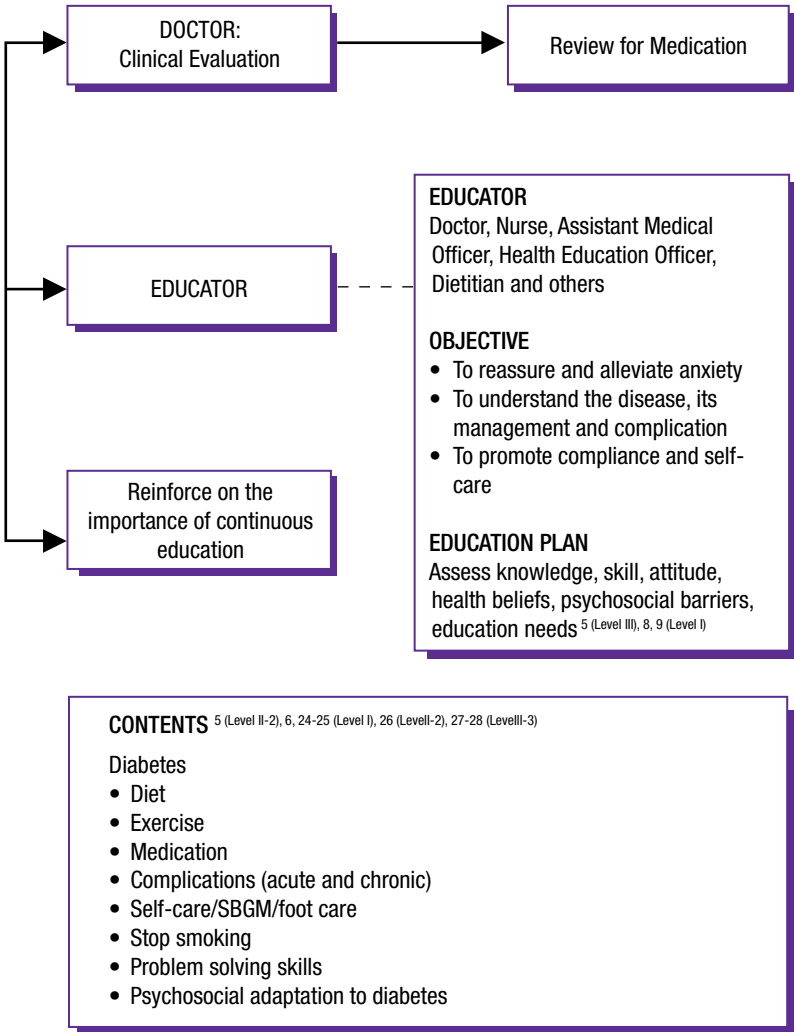 DOCTOR:
Clinical Evaluation
Review for Medication
EDUCATOR
EDUCATOR
Doctor, Nurse, Assistant Medical
Officer, Health Education Officer,
Dietitian and others
OBJECTIVE
• To reassure and alleviate anxiety
• To understand the disease, its
management and complication
• To promote compliance and self-
care
EDUCATION PLAN
Assess knowledge, skill, attitude,
health beliefs, psychosocial barriers,
education needs 5 (Level III), 8, 9 (Level I)
Reinforce on the
importance of continuous
education
CONTENTS 5 (Level II-2), 6, 24-25 (Level I), 26 (Levell-2), 27-28 (LevelII-3)
Diabetes
• Diet
• Exercise
• Medication
• Complications (acute and chronic)
• Self-care/SBGM/foot care
• Stop smoking
• Problem solving skills
• Psychosocial adaptation to diabetes